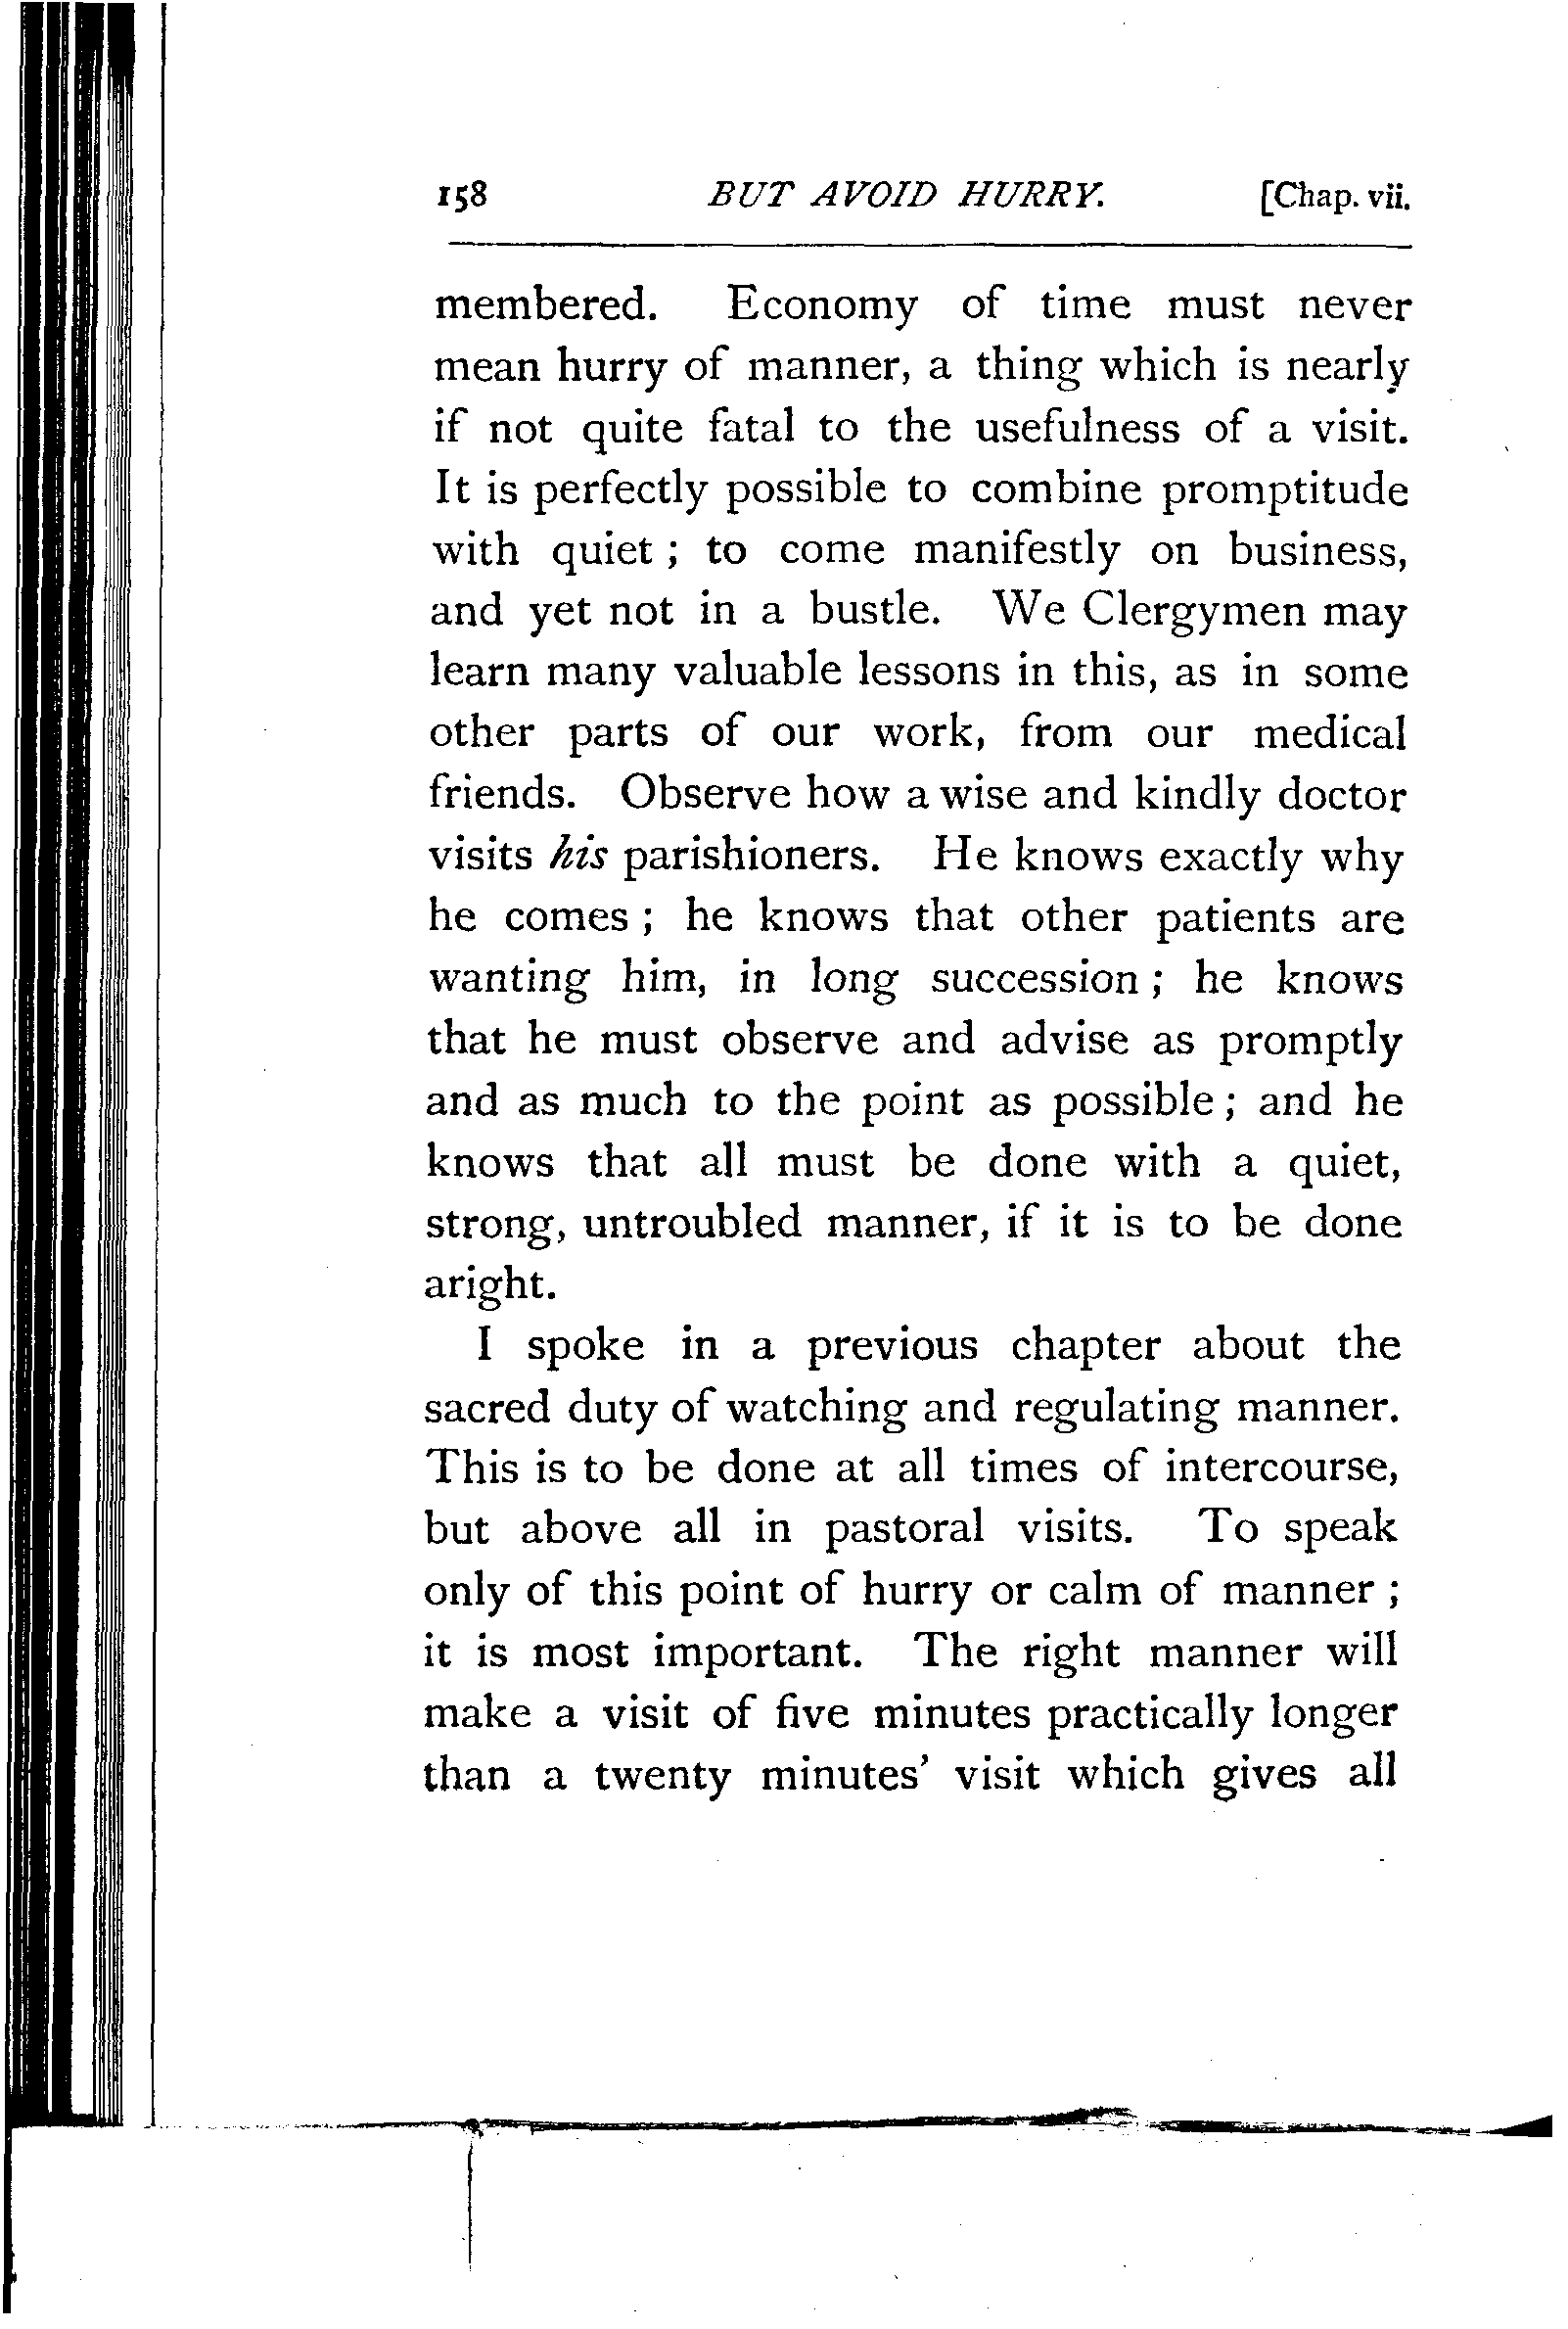 158 BUT AVOID HURRY. [Chap. vii.
membered. Economy of time must never
mean hurry of manner, a thing which is nearly
if not quite fatal to the usefulness of a visit.
It is perfectly possible to combine promptitude
with quiet ; to come manifestly on business,
and yet not in a bustle. We Clergymen may
learn many valuable lessons in this, as in some
other parts of our work, from our medical
friends. Observe how a wise and kindly doctor
visits his parishioners. He knows exactly why
he comes ; he knows that other patients are
wanting him, in long succession ; he knows
that he must observe and advise as promptly
and as much to the point as possible ; and he
knows that all must be done with a quiet,
strong, untroubled manner, if it is to be done
aright.
I spoke in a previous chapter about the
sacred duty of watching and regulating manner.
This is to be done at all times of intercourse,
but above all in pastoral visits. To speak
only of this point of hurry or calm of manner ;
it is most important. The right manner will
make a visit of five minutes practically longer
than a twenty minutes' visit which gives all